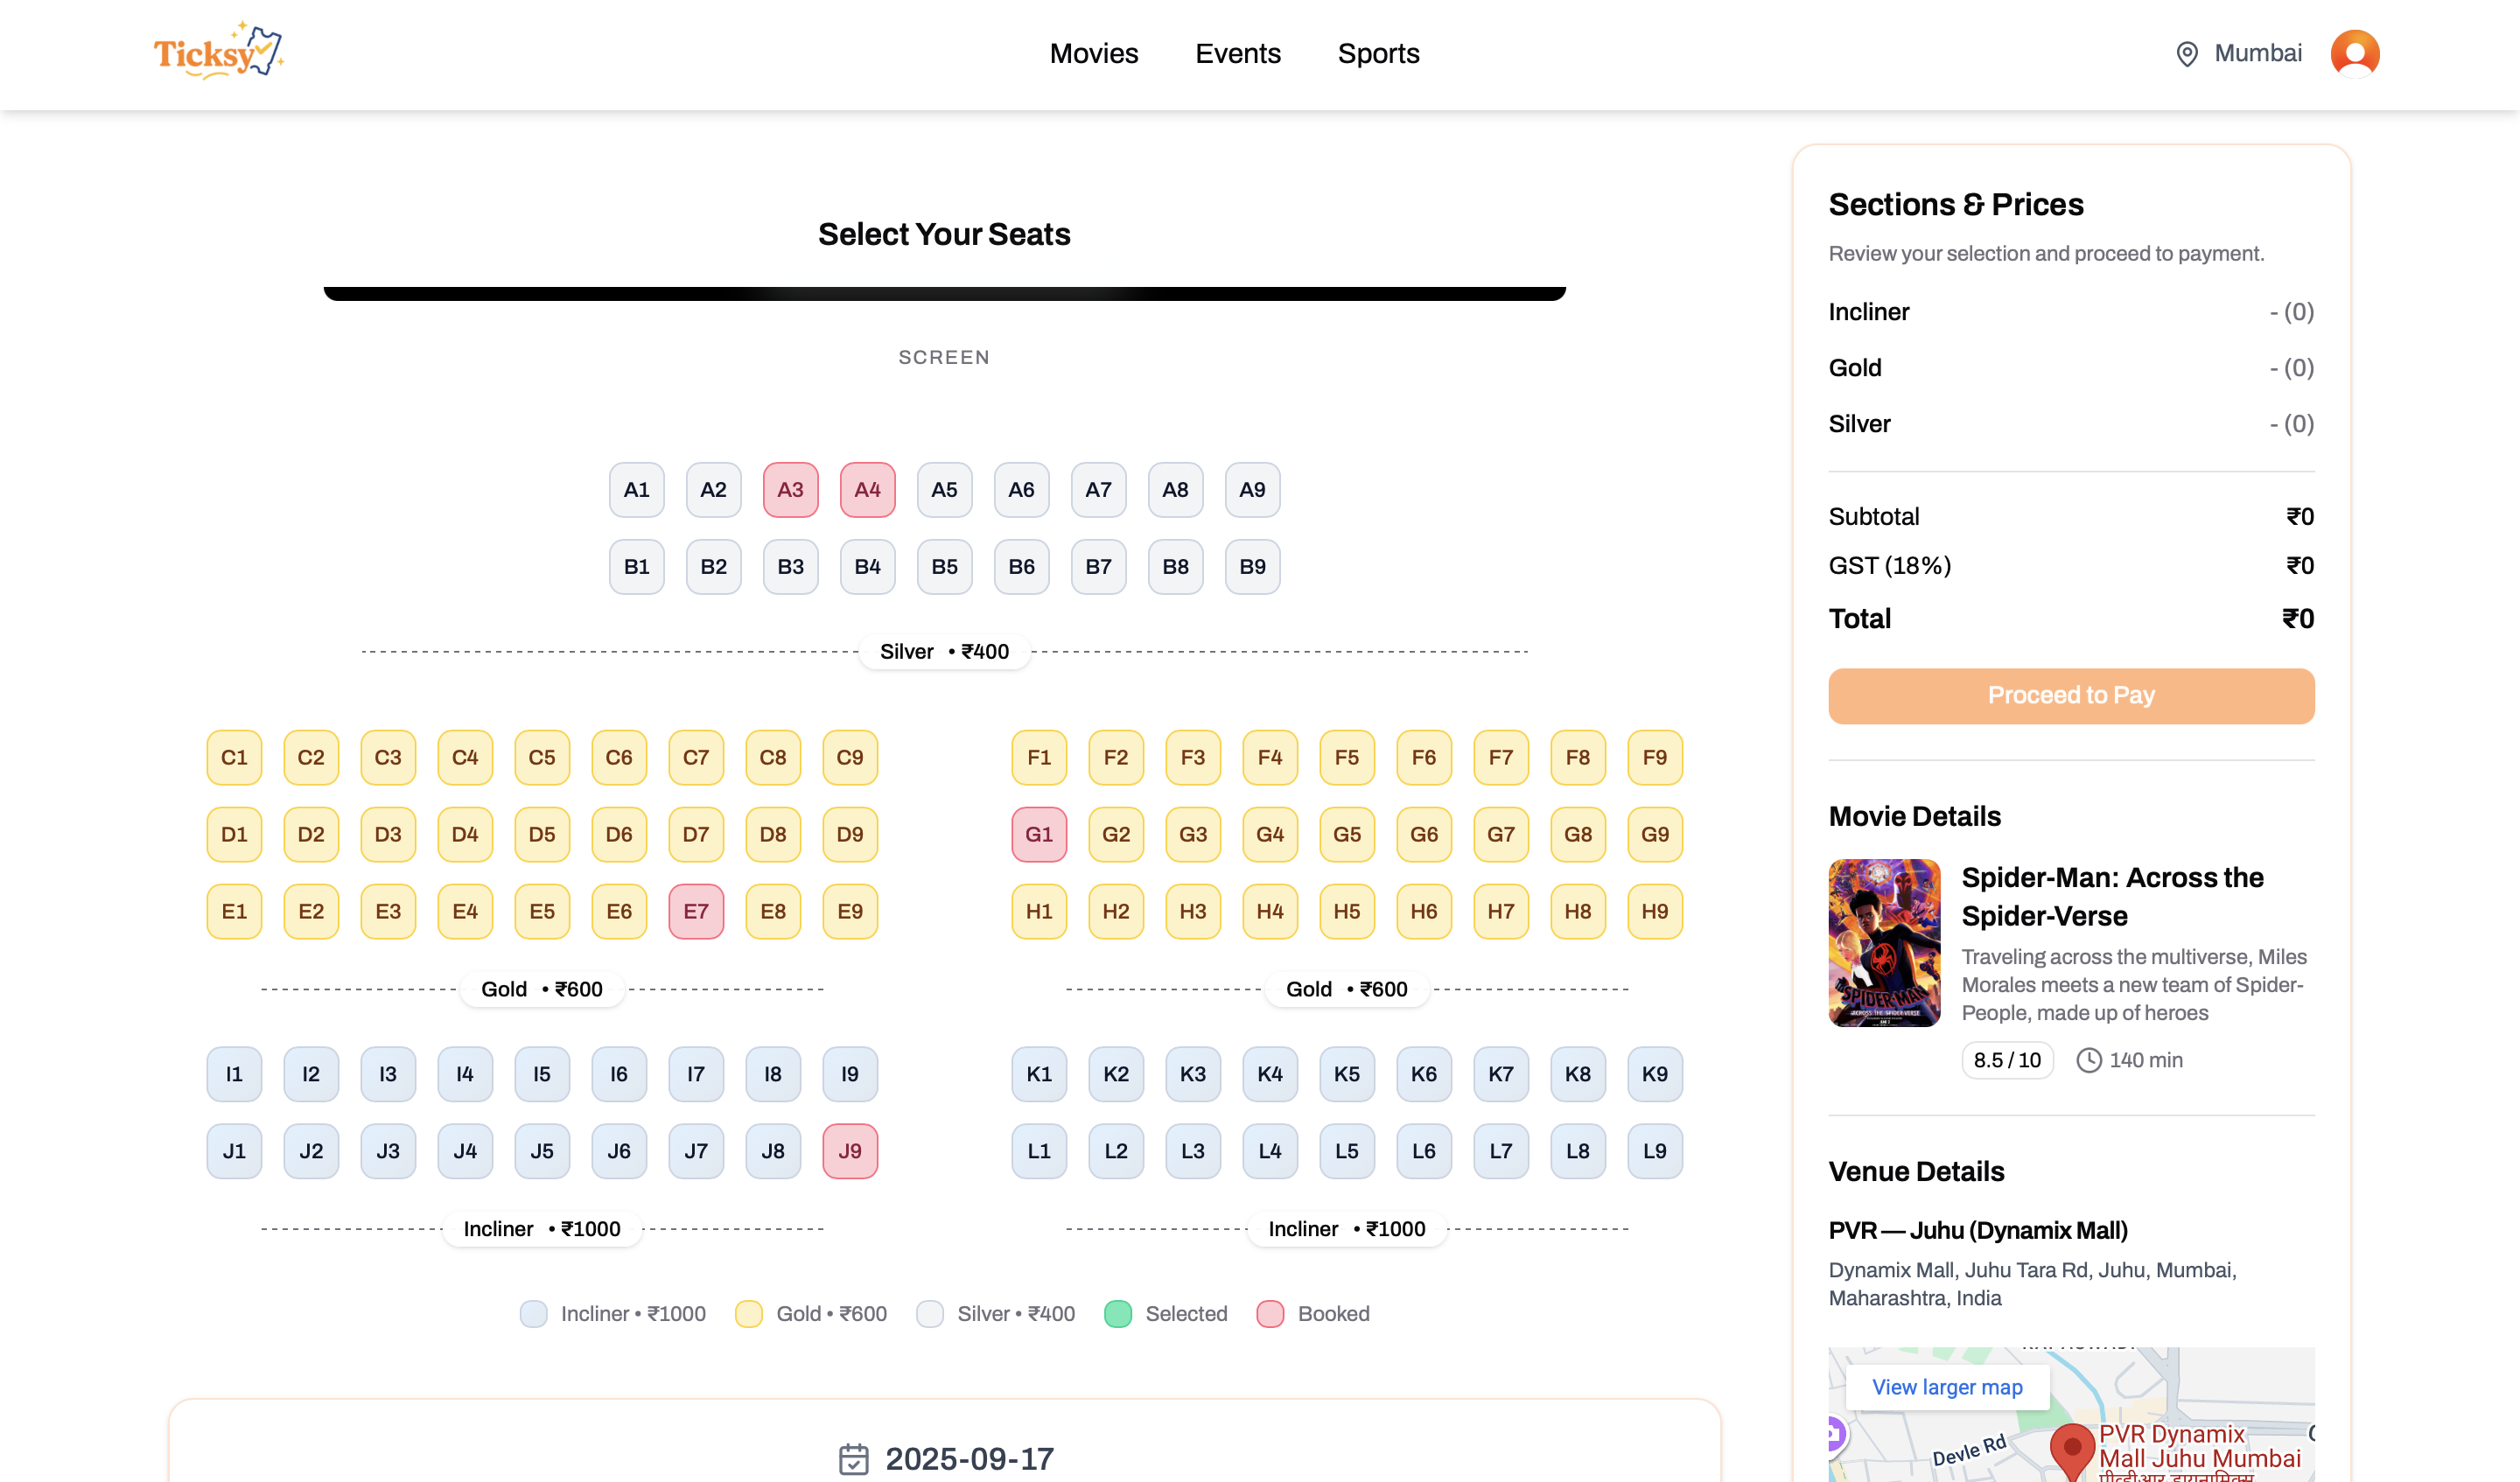 Ticksy
Movies Events Sports
Mumbai
Select Your Seats
SCREEN
A1 A2 A3 A4 A5 A6 A7 A8 A9
B1 B2 B3 B4 B5 B6 B7 B8 B9
Silver • ₹400
C1 C2 C3 C4 C5 C6 C7 C8 C9 F1 F2 F3 F4 F5 F6 F7 F8 F9
D1 D2 D3 D4 D5 D6 D7 D8 D9 G1 G2 G3 G4 G5 G6 G7 G8 G9
E1 E2 E3 E4 E5 E6 E7 E8 E9 H1 H2 H3 H4 H5 H6 H7 H8 H9
Gold • ₹600 Gold • ₹600
I1 I2 I3 I4 I5 I6 I7 I8 I9 K1 K2 K3 K4 K5 K6 K7 K8 K9
J1 J2 J3 J4 J5 J6 J7 J8 J9 L1 L2 L3 L4 L5 L6 L7 L8 L9
Incliner • ₹1000 Incliner • ₹1000
Incliner • ₹1000 Gold • ₹600 Silver • ₹400 Selected Booked
2025-09-17
Sections & Prices
Review your selection and proceed to payment.
Incliner - (0)
Gold - (0)
Silver - (0)
Subtotal ₹0
GST (18%) ₹0
Total ₹0
Proceed to Pay
Movie Details
SPIDER-MAN
ACROSS THE SPIDER-VERSE
Spider-Man: Across the
Spider-Verse
Traveling across the multiverse, Miles
Morales meets a new team of Spider-
People, made up of heroes
8.5 / 10 140 min
Venue Details
PVR — Juhu (Dynamix Mall)
Dynamix Mall, Juhu Tara Rd, Juhu, Mumbai,
Maharashtra, India
View larger map
Devle Rd
PVR Dynamix
Mall Juhu Mumbai